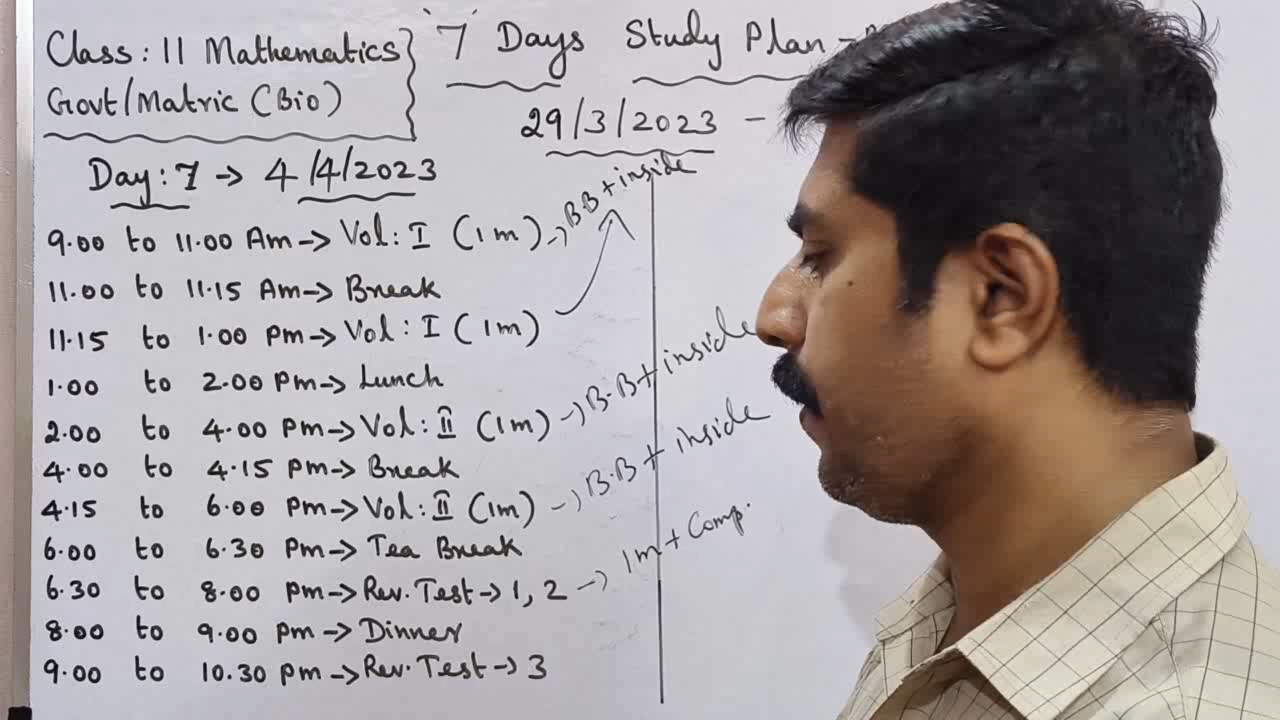 Class: 11 Mathematics
Govt/Matric (Bio)
7 Days Study Plan -
29/3/2023 -
Day: 7 -> 4/4/2023
9.00 to 11.00 Am -> Vol: I (1m) -> B.B + inside
11.00 to 11.15 Am -> Break
11.15 to 1.00 Pm -> Vol: I (1m)
1.00 to 2.00 Pm -> Lunch
2.00 to 4.00 Pm -> Vol: II (1m) -> B.B + inside
4.00 to 4.15 Pm -> Break
4.15 to 6.00 Pm -> Vol: II (1m) -> B.B + inside
6.00 to 6.30 Pm -> Tea Break
6.30 to 8.00 Pm -> Rev. Test -> 1, 2 -> 1m + Comp.
8.00 to 9.00 Pm -> Dinner
9.00 to 10.30 Pm -> Rev. Test -> 3